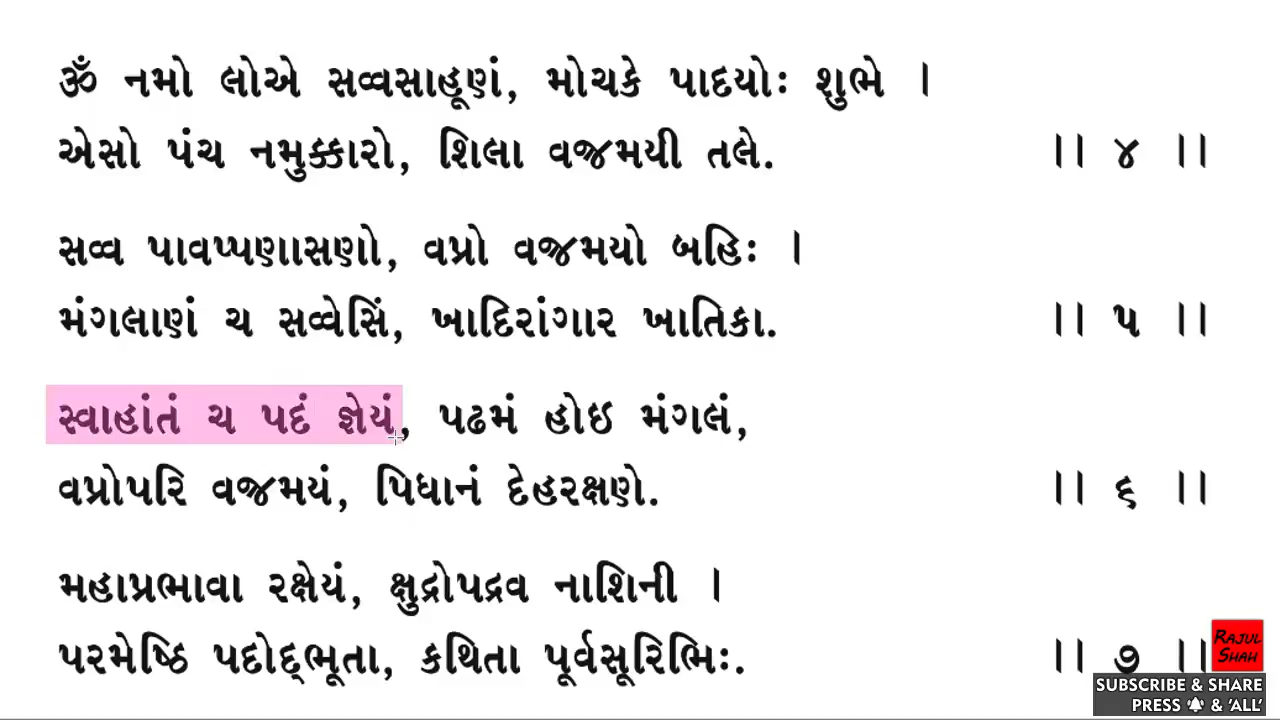 ૐ નમો લોએ સવ્વસાહૂણં, મોચકે પાદયોઃ શુભે ।
એસો પંચ નમુક્કારો, શિલા વજ્રમયી તલે. ।। ૪ ।।
સવ્વ પાવપ્પણાસણો, વપ્રો વજ્રમયો બહિઃ ।
મંગલાણં ચ સવ્વેસિં, ખાદિરાંગાર ખાતિકા. ।। ૫ ।।
સ્વાહાંતં ચ પદં જ્ઞેયં, પઢમં હોઇ મંગલં,
વપ્રોપરિ વજ્રમયં, પિધાનં દેહરક્ષણે. ।। ૬ ।।
મહાપ્રભાવા રક્ષેયં, ક્ષુદ્રોપદ્રવ નાશિની ।
પરમેષ્ઠિ પદોદ્ભૂતા, કથિતા પૂર્વસૂરિભિઃ. ।। ૭ ।।
RAJUL
SHAH
SUBSCRIBE & SHARE
PRESS & 'ALL'